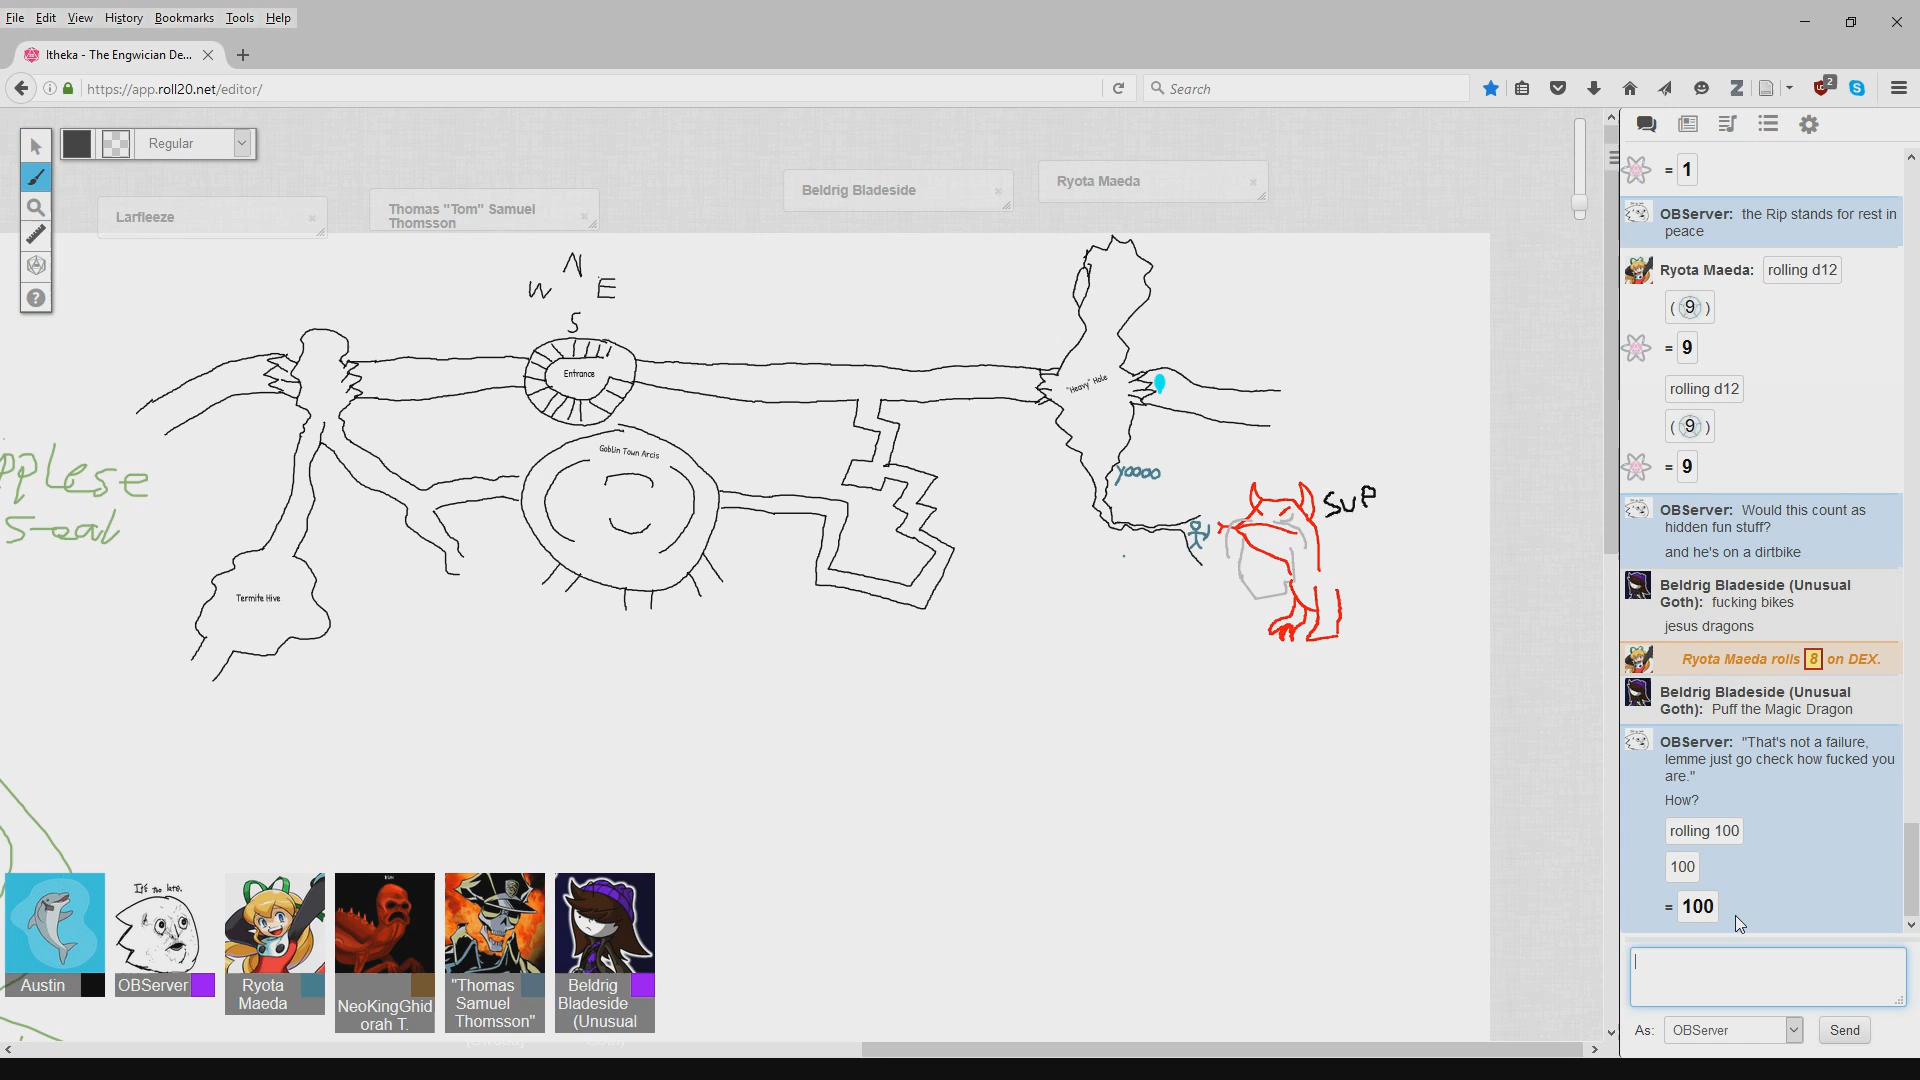 File Edit View History Bookmarks Tools Help
Itheka - The Engwician De...
https://app.roll20.net/editor/
Search
2
Regular
Larfleeze
Thomas "Tom" Samuel
Thomsson
Beldrig Bladeside
Ryota Maeda
N
W E
S
Entrance
"Heavy" Hole
Goblin Town Arcis
Termite Hive
yoooo
SUP
= 1
OBServer: the Rip stands for rest in
peace
Ryota Maeda: rolling d12
( 9 )
= 9
rolling d12
( 9 )
= 9
OBServer: Would this count as
hidden fun stuff?
and he's on a dirtbike
Beldrig Bladeside (Unusual
Goth): fucking bikes
jesus dragons
Ryota Maeda rolls 8 on DEX.
Beldrig Bladeside (Unusual
Goth): Puff the Magic Dragon
OBServer: "That's not a failure,
lemme just go check how fucked you
are."
How?
rolling 100
100
= 100
As: OBServer Send
It's too late.
Austin
OBServer
Ryota
Maeda
NeoKingGhid
orah T.
"Thomas
Samuel
Thomsson"
Beldrig
Bladeside
(Unusual